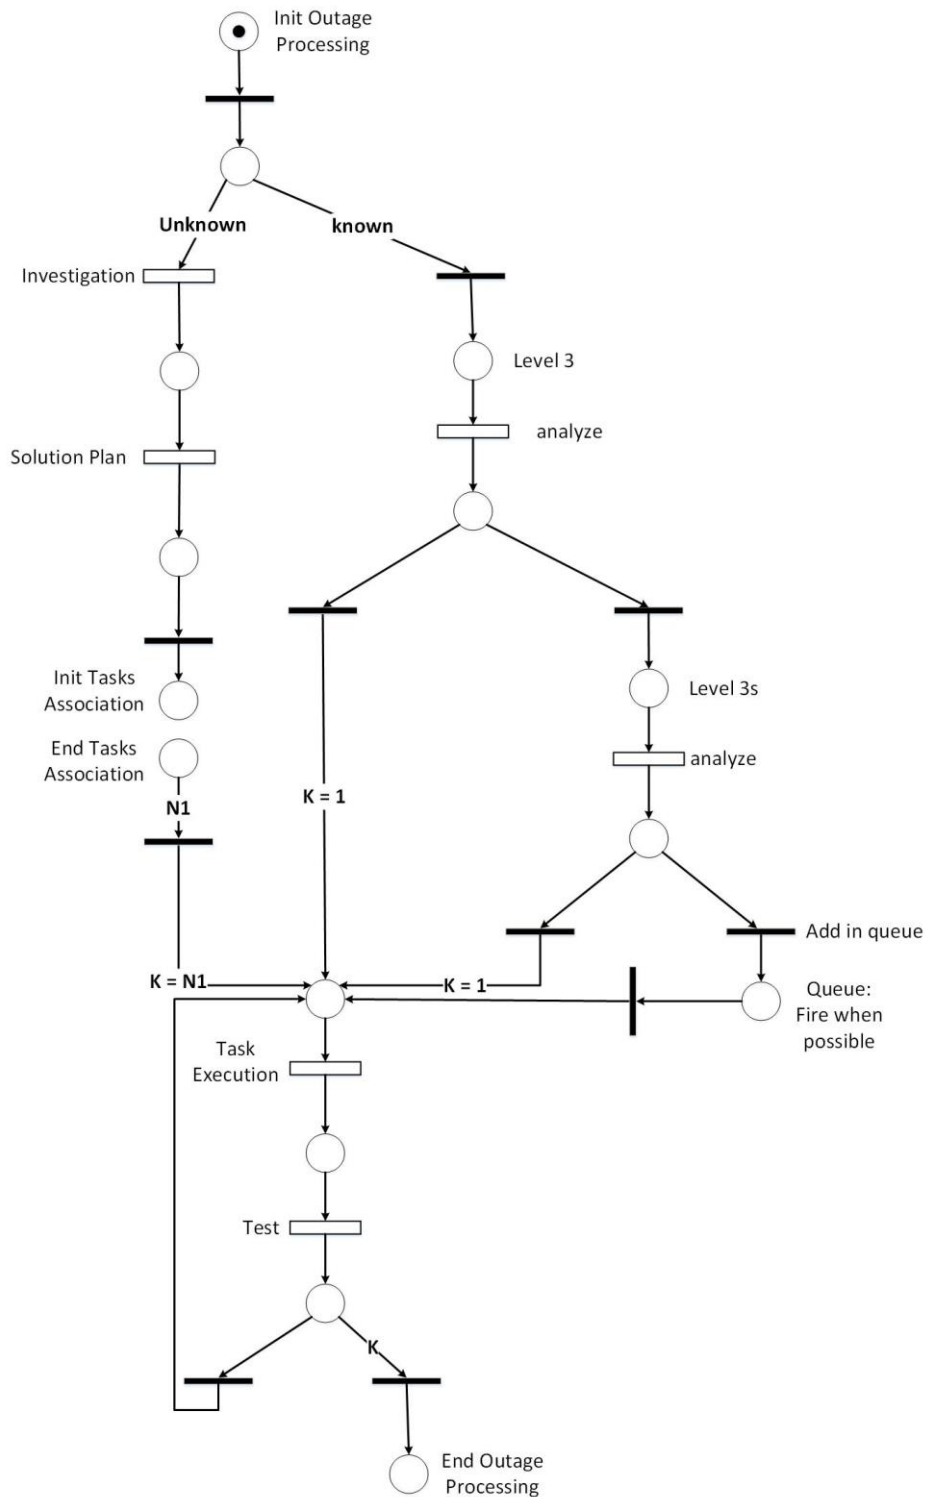 Init Outage
Processing
Unknown
known
Investigation
Level 3
analyze
Solution Plan
Init Tasks
Association
Level 3s
End Tasks
Association
analyze
N1
K = 1
Add in queue
K = N1
K = 1
Queue:
Fire when
possible
Task
Execution
Test
K
End Outage
Processing